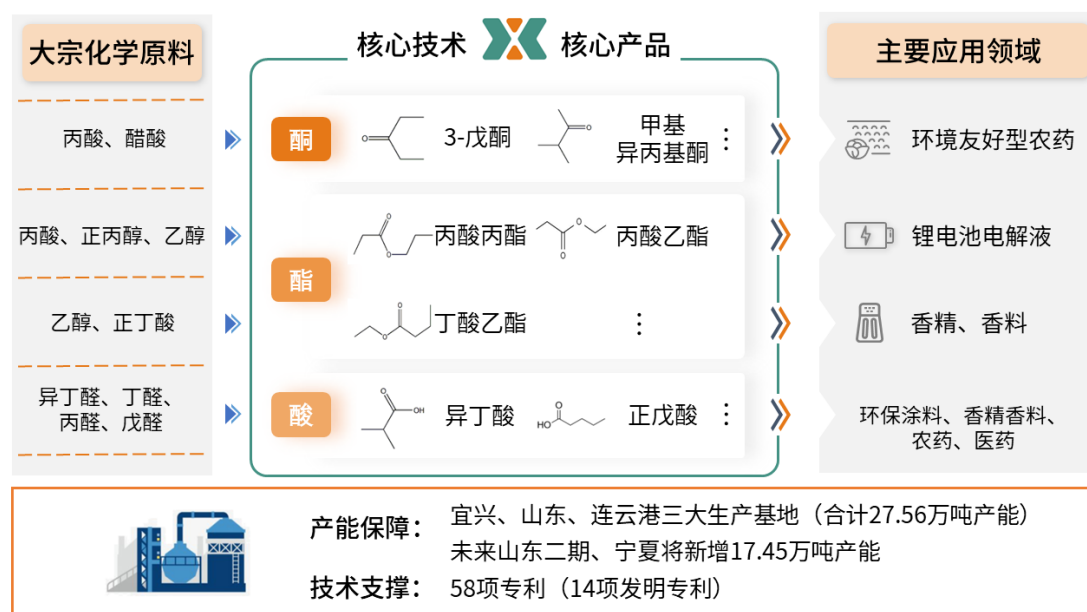 大宗化学原料
核心技术
核心产品
主要应用领域
丙酸、醋酸
酮
3-戊酮
甲基
异丙基酮
⋮
环境友好型农药
丙酸、正丙醇、乙醇
酯
丙酸丙酯
丙酸乙酯
锂电池电解液
乙醇、正丁酸
丁酸乙酯
⋮
香精、香料
异丁醛、丁醛、
丙醛、戊醛
酸
OH
异丁酸
HO
正戊酸
⋮
环保涂料、香精香料、
农药、医药
产能保障：
宜兴、山东、连云港三大生产基地（合计27.56万吨产能）
未来山东二期、宁夏将新增17.45万吨产能
技术支撑：
58项专利（14项发明专利）